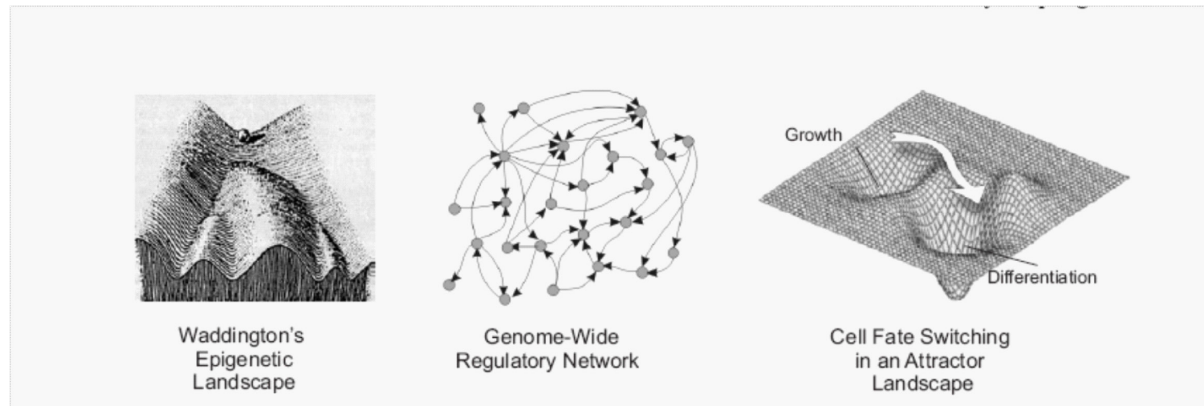 Growth
Differentiation
Waddington's
Epigenetic
Landscape
Genome-Wide
Regulatory Network
Cell Fate Switching
in an Attractor
Landscape